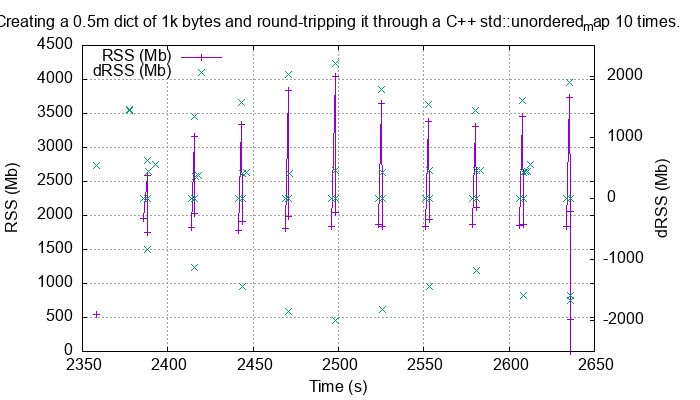 Creating a 0.5m dict of 1k bytes and round-tripping it through a C++ std::unordered_map 10 times.
RSS (Mb)
dRSS (Mb)
4500
4000
3500
3000
2500
2000
1500
1000
500
0
2000
1000
0
-1000
-2000
RSS (Mb)
dRSS (Mb)
2350 2400 2450 2500 2550 2600 2650
Time (s)